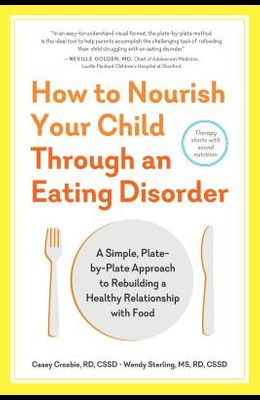 "In an easy-to-understand visual format, the plate-by-plate method
is the ideal tool to help parents accomplish the challenging task of refeeding
their child struggling with an eating disorder."
—NEVILLE GOLDEN, MD, Chief of Adolescent Medicine,
Lucile Packard Children's Hospital at Stanford
How to Nourish
Your Child
Through an
Eating Disorder
Therapy
starts with
sound
nutrition
A Simple, Plate-
by-Plate Approach
to Rebuilding a
Healthy Relationship
with Food
Casey Crosbie, RD, CSSD · Wendy Sterling, MS, RD, CSSD